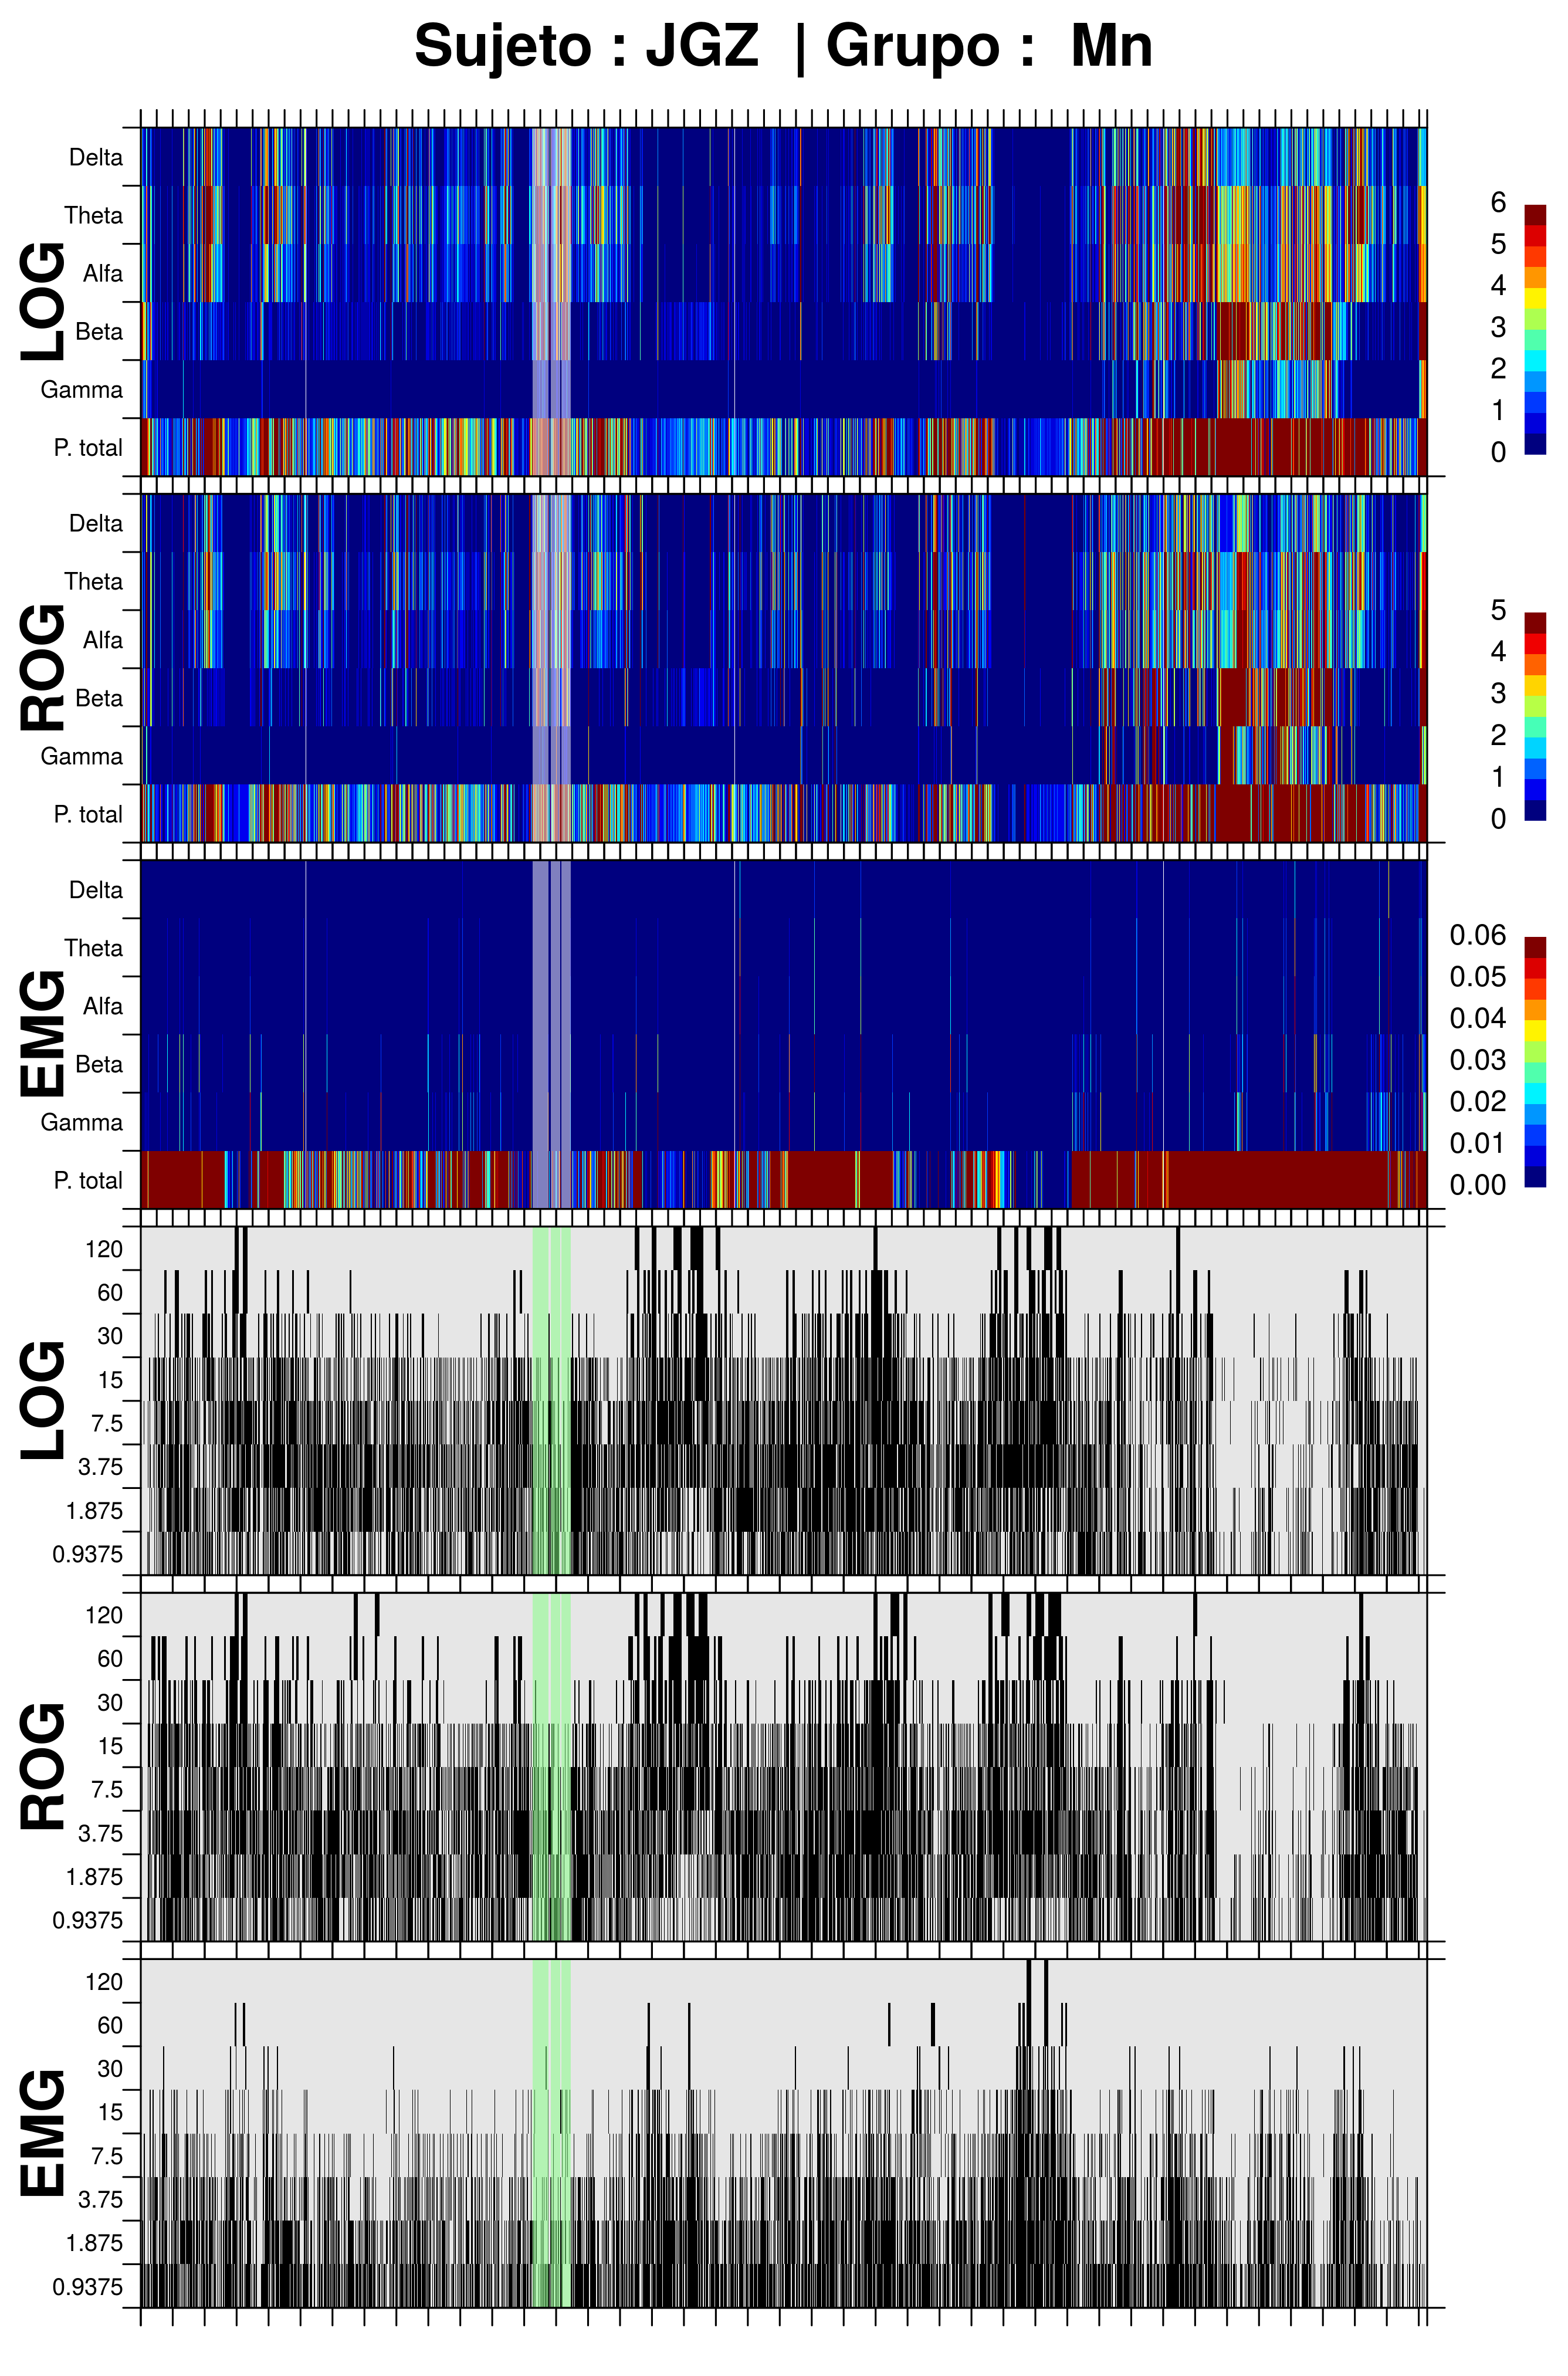 Sujeto : JGZ | Grupo : Mn
LOG
Delta
Theta
Alfa
Beta
Gamma
P. total
6
5
4
3
2
1
0
ROG
Delta
Theta
Alfa
Beta
Gamma
P. total
5
4
3
2
1
0
EMG
Delta
Theta
Alfa
Beta
Gamma
P. total
0.06
0.05
0.04
0.03
0.02
0.01
0.00
LOG
120
60
30
15
7.5
3.75
1.875
0.9375
ROG
120
60
30
15
7.5
3.75
1.875
0.9375
EMG
120
60
30
15
7.5
3.75
1.875
0.9375